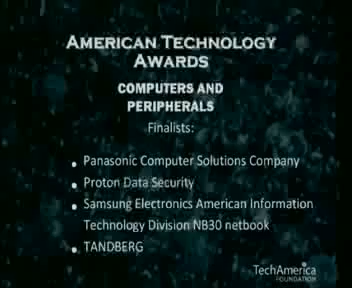 AMERICAN TECHNOLOGY
AWARDS
COMPUTERS AND
PERIPHERALS
Finalists:
• Panasonic Computer Solutions Company
• Proton Data Security
• Samsung Electronics American Information
Technology Division NB30 netbook
• TANDBERG
TechAmerica
FOUNDATION